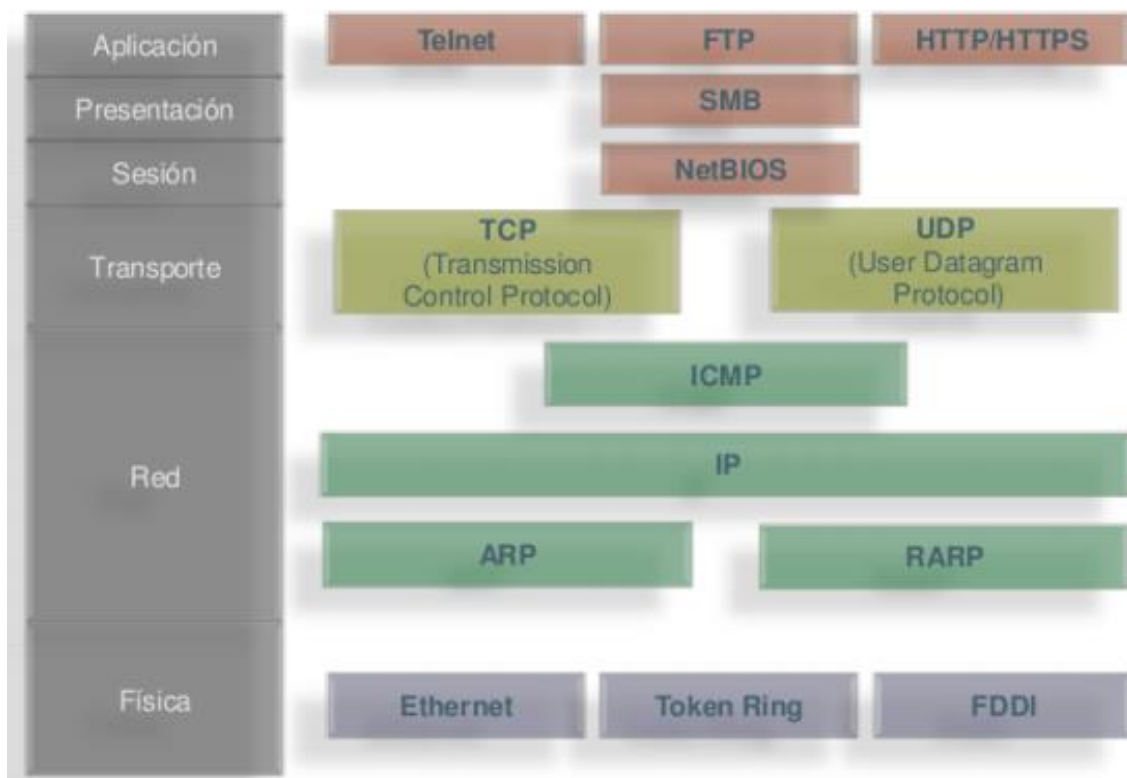 Aplicación
Telnet
FTP
HTTP/HTTPS
Presentación
SMB
Sesión
NetBIOS
Transporte
TCP
(Transmission
Control Protocol)
UDP
(User Datagram
Protocol)
Red
ICMP
IP
ARP
RARP
Física
Ethernet
Token Ring
FDDI